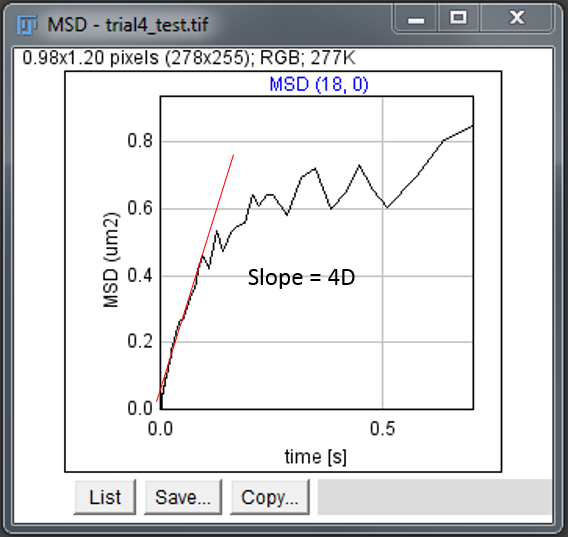 MSD - trial4_test.tif
0.98x1.20 pixels (278x255); RGB; 277K
MSD (18, 0)
0.8
0.6
MSD (um2)
0.4
Slope = 4D
0.2
0.0
0.0
0.5
time [s]
List
Save...
Copy...